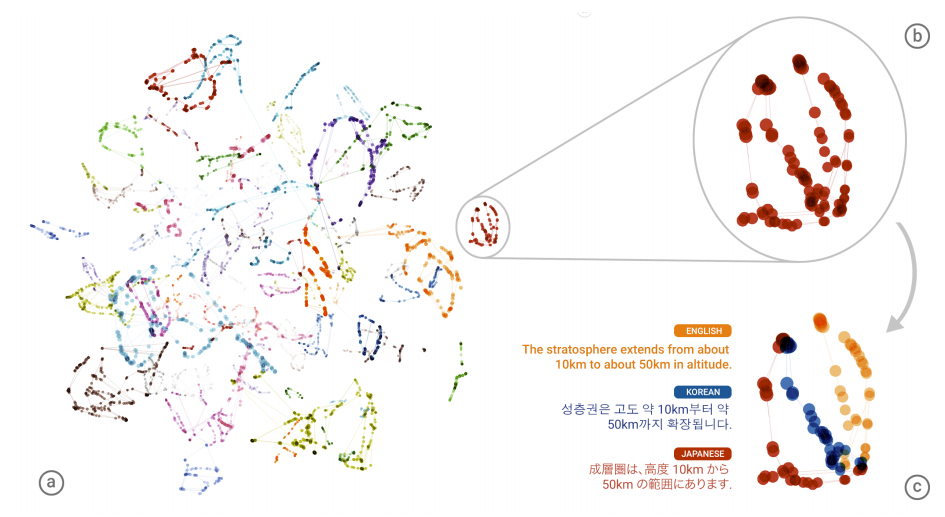 b
ENGLISH
The stratosphere extends from about
10km to about 50km in altitude.
KOREAN
성층권은 고도 약 10km부터 약
50km까지 확장됩니다.
JAPANESE
成層圏は、高度 10km から
50km の範囲にあります。
a
c